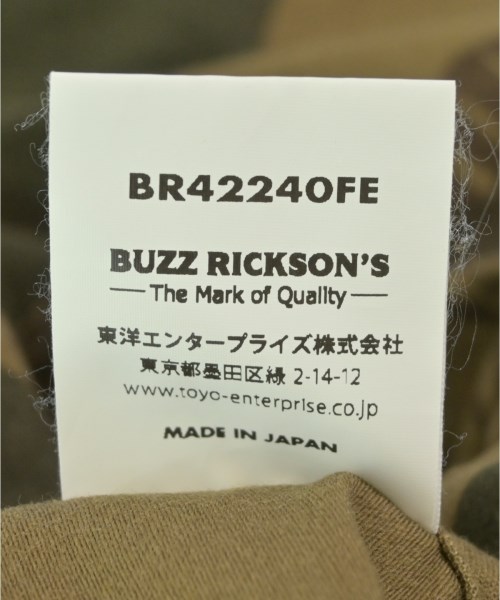 BR42240FE
BUZZ RICKSON'S
The Mark of Quality
東洋エンタープライズ株式会社
東京都墨田区緑 2-14-12
www.toyo-enterprise.co.jp
MADE IN JAPAN